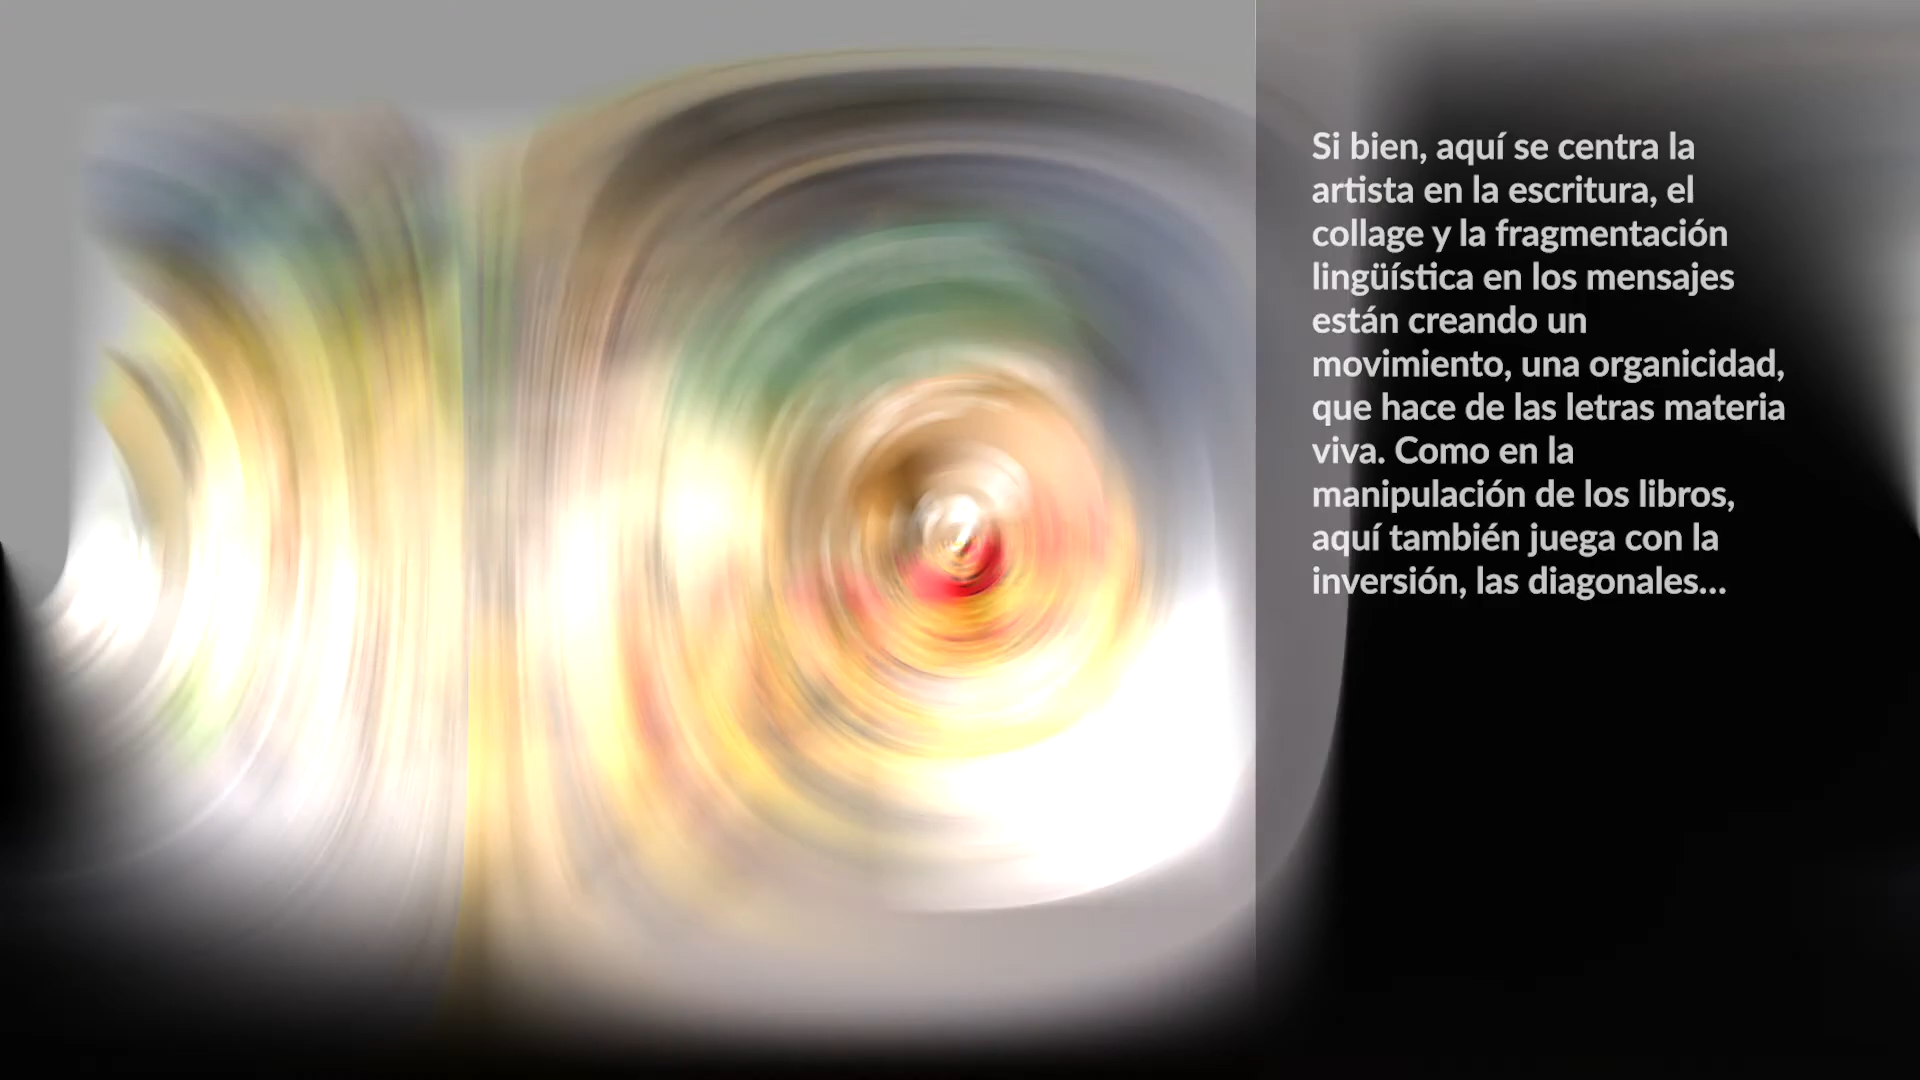 Si bien, aquí se centra la
artista en la escritura, el
collage y la fragmentación
lingüística en los mensajes
están creando un
movimiento, una organicidad,
que hace de las letras materia
viva. Como en la
manipulación de los libros,
aquí también juega con la
inversión, las diagonales...